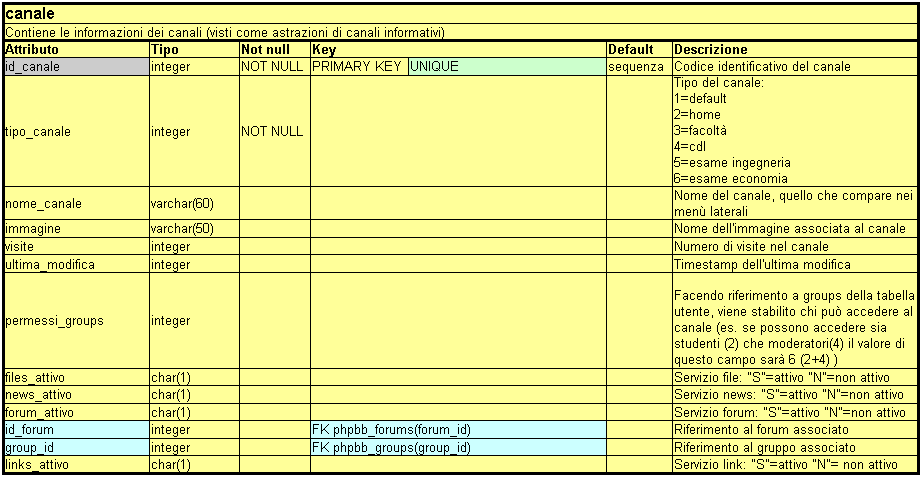 canale
Contiene le informazioni dei canali (visti come astrazioni di canali informativi)
Attributo Tipo Not null Key Default Descrizione
id_canale integer NOT NULL PRIMARY KEY UNIQUE sequenza Codice identificativo del canale
tipo_canale integer NOT NULL Tipo del canale:
1=default
2=home
3=facoltà
4=cdl
5=esame ingegneria
6=esame economia
nome_canale varchar(60) Nome del canale, quello che compare nei
menù laterali
immagine varchar(50) Nome dell'immagine associata al canale
visite integer Numero di visite nel canale
ultima_modifica integer Timestamp dell'ultima modifica
permessi_groups integer Facendo riferimento a groups della tabella
utente, viene stabilito chi può accedere al
canale (es. se possono accedere sia
studenti (2) che moderatori(4) il valore di
questo campo sarà 6 (2+4) )
files_attivo char(1) Servizio file: "S"=attivo "N"=non attivo
news_attivo char(1) Servizio news: "S"=attivo "N"=non attivo
forum_attivo char(1) Servizio forum: "S"=attivo "N"=non attivo
id_forum integer FK phpbb_forums(forum_id) Riferimento al forum associato
group_id integer FK phpbb_groups(group_id) Riferimento al gruppo associato
links_attivo char(1) Servizio link: "S"=attivo "N"= non attivo